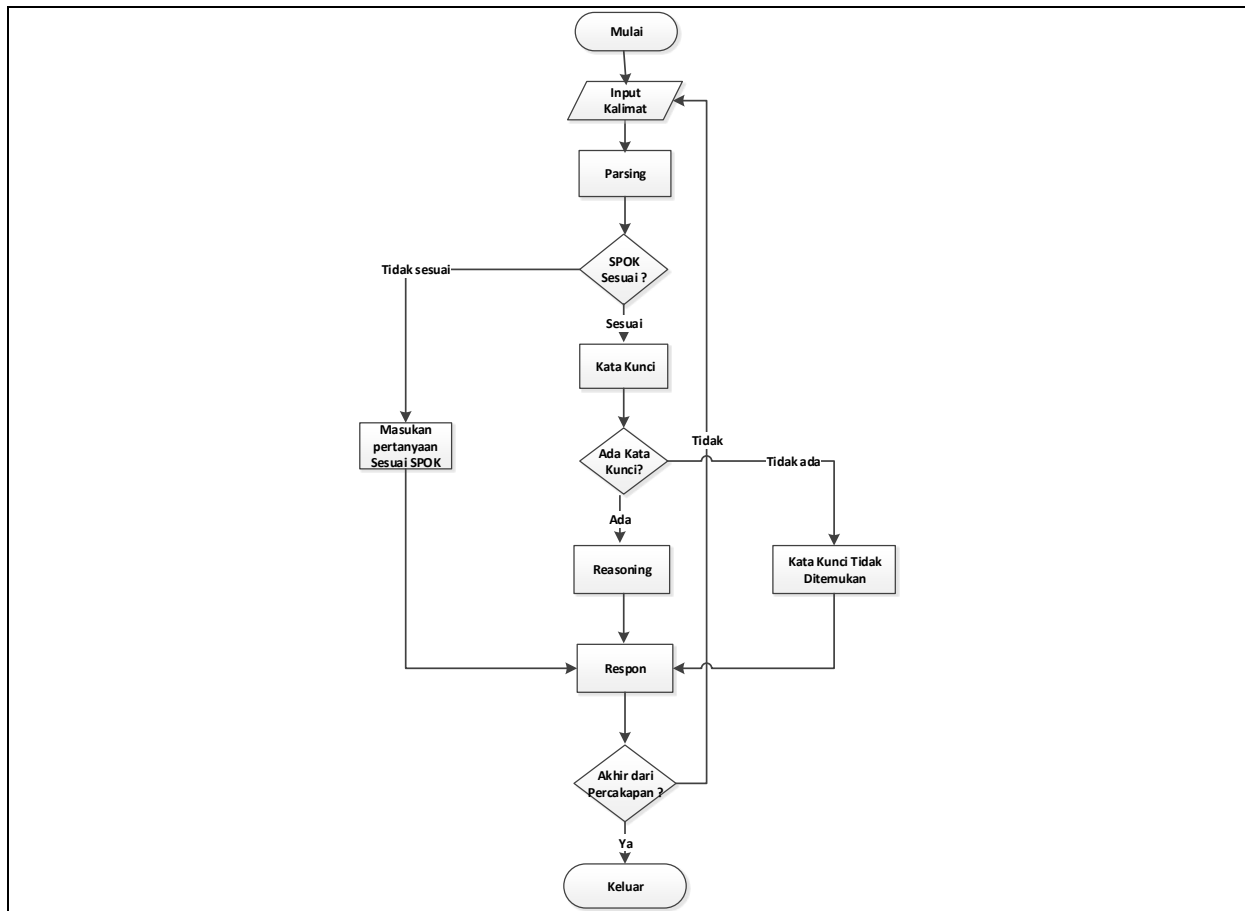 Mulai
Input
Kalimat
Parsing
SPOK
Sesuai ?
Tidak sesuai
Sesuai
Kata Kunci
Masukan
pertanyaan
Sesuai SPOK
Ada Kata
Kunci?
Tidak
Tidak ada
Ada
Reasoning
Kata Kunci Tidak
Ditemukan
Respon
Akhir dari
Percakapan ?
Ya
Keluar